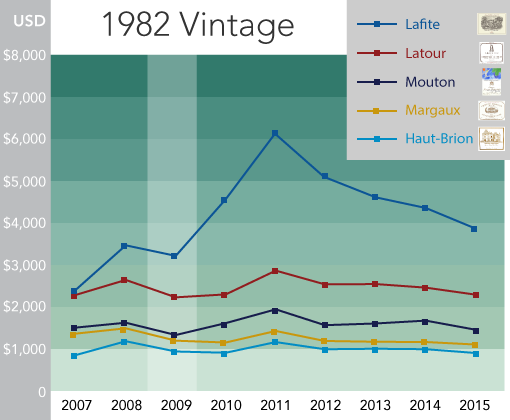 USD
1982 Vintage
Lafite
Latour
Mouton
Margaux
Haut-Brion
$8,000
$7,000
$6,000
$5,000
$4,000
$3,000
$2,000
$1,000
0
2007 2008 2009 2010 2011 2012 2013 2014 2015